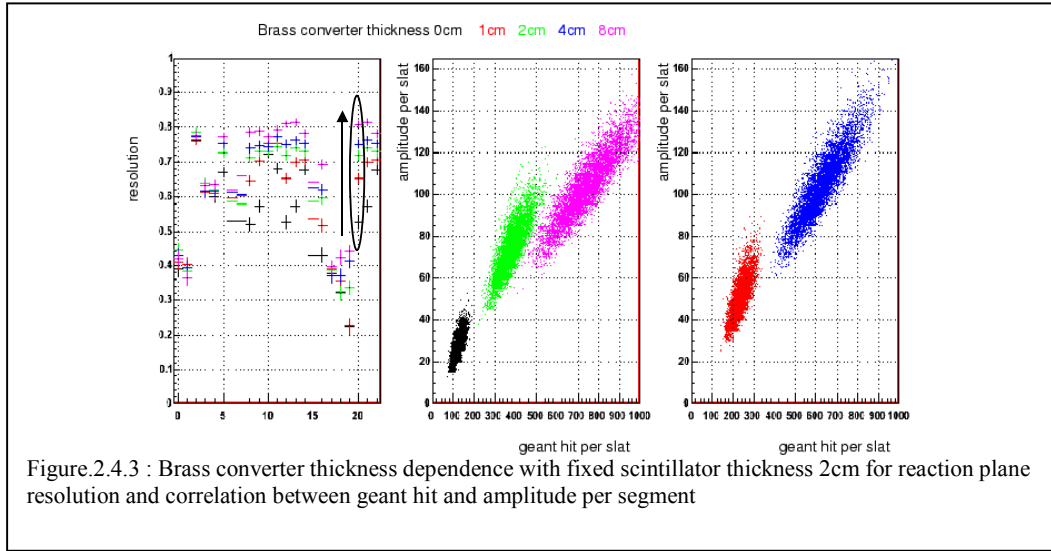 Brass converter thickness 0cm 1cm 2cm 4cm 8cm
resolution
1
0.9
0.8
0.7
0.6
0.5
0.4
0.3
0.2
0.1
0
0 5 10 15 20
amplitude per slat
160
140
120
100
80
60
40
20
0
0 100 200 300 400 500 600 700 800 900 1000
geant hit per slat
amplitude per slat
160
140
120
100
80
60
40
20
0
0 100 200 300 400 500 600 700 800 900 1000
geant hit per slat
Figure.2.4.3 : Brass converter thickness dependence with fixed scintillator thickness 2cm for reaction plane
resolution and correlation between geant hit and amplitude per segment